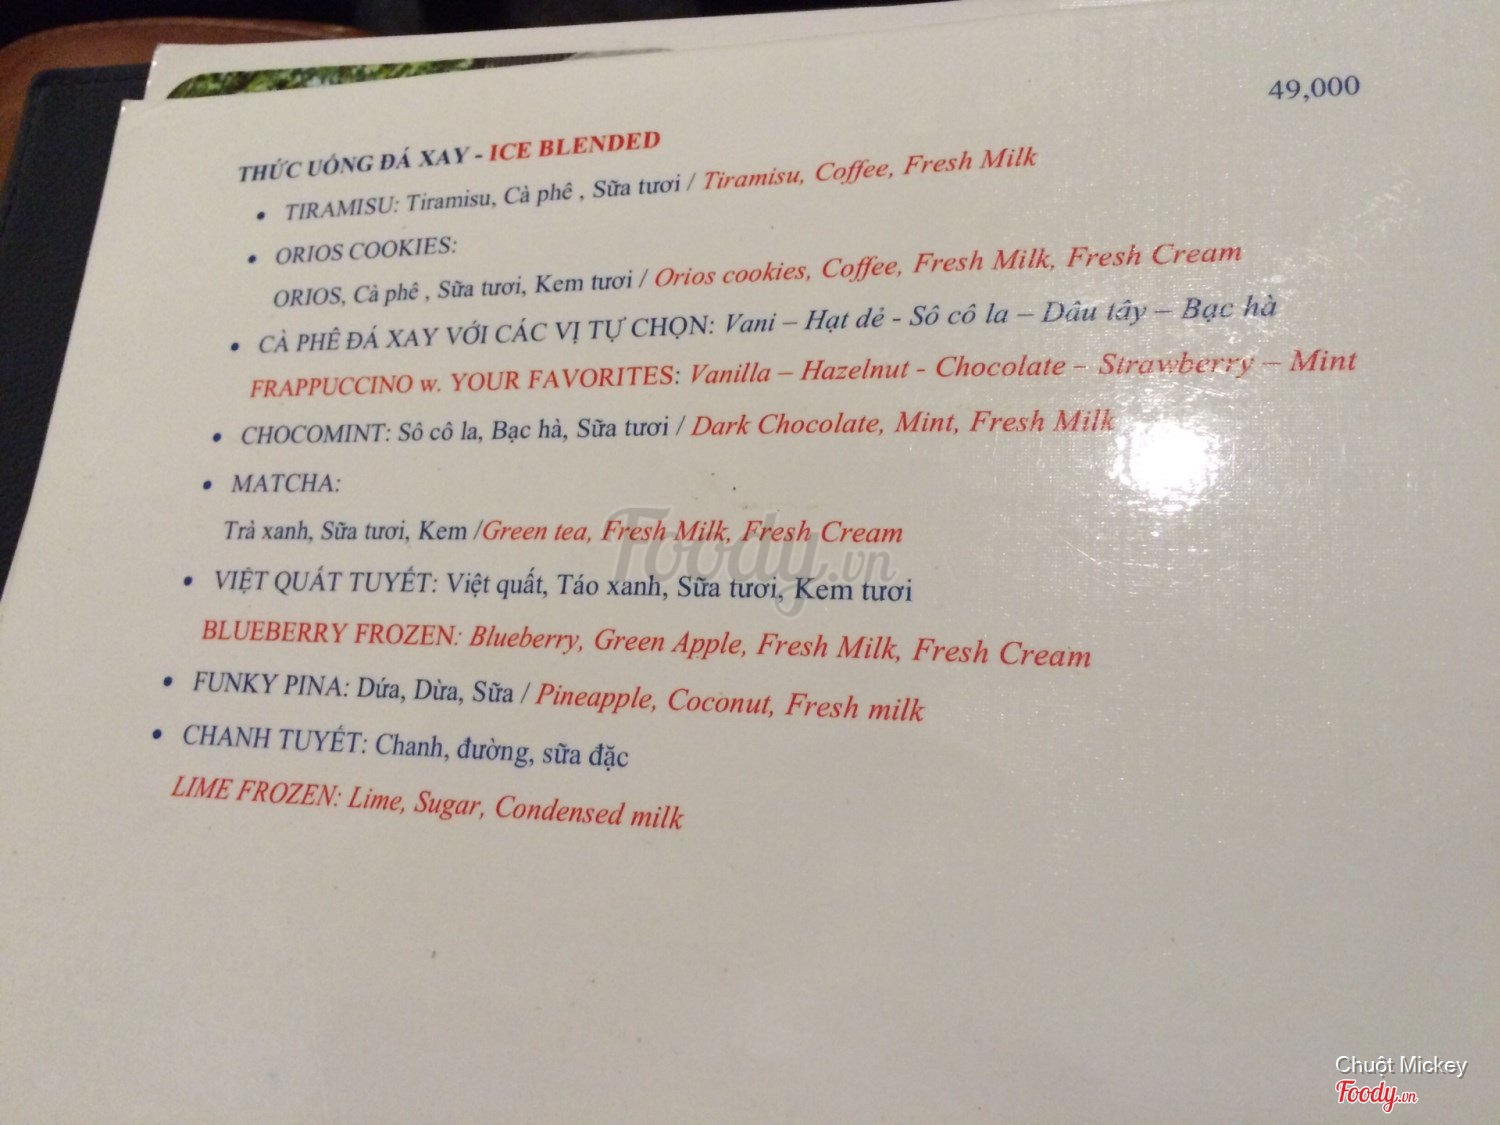 49,000
THỨC UỐNG ĐÁ XAY - ICE BLENDED
• TIRAMISU: Tiramisu, Cà phê , Sữa tươi / Tiramisu, Coffee, Fresh Milk
• ORIOS COOKIES:
ORIOS, Cà phê , Sữa tươi, Kem tươi / Orios cookies, Coffee, Fresh Milk, Fresh Cream
• CÀ PHÊ ĐÁ XAY VỚI CÁC VỊ TỰ CHỌN: Vani – Hạt dẻ - Sô cô la – Dâu tây – Bạc hà
FRAPPUCCINO w. YOUR FAVORITES: Vanilla – Hazelnut - Chocolate – Strawberry – Mint
• CHOCOMINT: Sô cô la, Bạc hà, Sữa tươi / Dark Chocolate, Mint, Fresh Milk
• MATCHA:
Trà xanh, Sữa tươi, Kem /Green tea, Fresh Milk, Fresh Cream
• VIỆT QUẤT TUYẾT: Việt quất, Táo xanh, Sữa tươi, Kem tươi
BLUEBERRY FROZEN: Blueberry, Green Apple, Fresh Milk, Fresh Cream
• FUNKY PINA: Dứa, Dừa, Sữa / Pineapple, Coconut, Fresh milk
• CHANH TUYẾT: Chanh, đường, sữa đặc
LIME FROZEN: Lime, Sugar, Condensed milk
Foody.vn
Chuột Mickey
Foody.vn